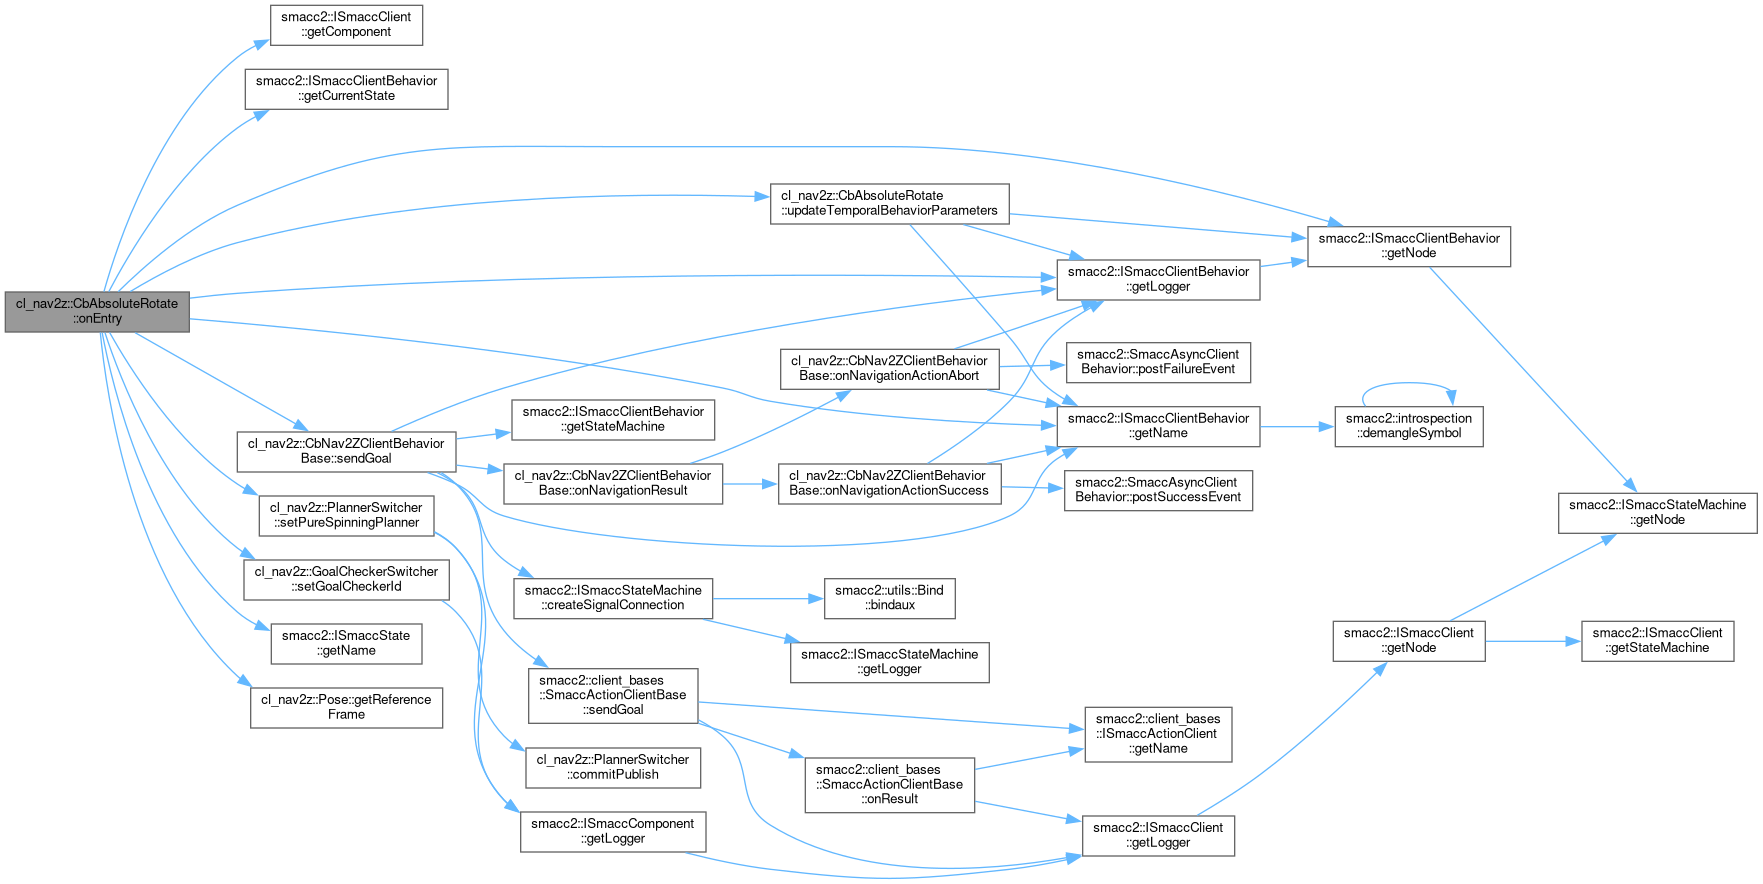 smacc2::ISmaccClient
::getComponent
smacc2::ISmaccClientBehavior
::getCurrentState
cl_nav2z::CbAbsoluteRotate
::updateTemporalBehaviorParameters
smacc2::ISmaccClientBehavior
::getNode
smacc2::ISmaccClientBehavior
::getLogger
cl_nav2z::CbAbsoluteRotate
::onEntry
cl_nav2z::CbNav2ZClientBehavior
Base::onNavigationActionAbort
smacc2::SmaccAsyncClient
Behavior::postFailureEvent
smacc2::ISmaccClientBehavior
::getStateMachine
smacc2::ISmaccClientBehavior
::getName
smacc2::introspection
::demangleSymbol
cl_nav2z::CbNav2ZClientBehavior
Base::sendGoal
cl_nav2z::CbNav2ZClientBehavior
Base::onNavigationResult
cl_nav2z::CbNav2ZClientBehavior
Base::onNavigationActionSuccess
smacc2::SmaccAsyncClient
Behavior::postSuccessEvent
smacc2::ISmaccStateMachine
::getNode
cl_nav2z::PlannerSwitcher
::setPureSpinningPlanner
cl_nav2z::GoalCheckerSwitcher
::setGoalCheckerId
smacc2::ISmaccStateMachine
::createSignalConnection
smacc2::utils::Bind
::bindaux
smacc2::ISmaccState
::getName
smacc2::ISmaccStateMachine
::getLogger
smacc2::ISmaccClient
::getNode
smacc2::ISmaccClient
::getStateMachine
cl_nav2z::Pose::getReference
Frame
smacc2::client_bases
::SmaccActionClientBase
::sendGoal
smacc2::client_bases
::ISmaccActionClient
::getName
cl_nav2z::PlannerSwitcher
::commitPublish
smacc2::client_bases
::SmaccActionClientBase
::onResult
smacc2::ISmaccComponent
::getLogger
smacc2::ISmaccClient
::getLogger